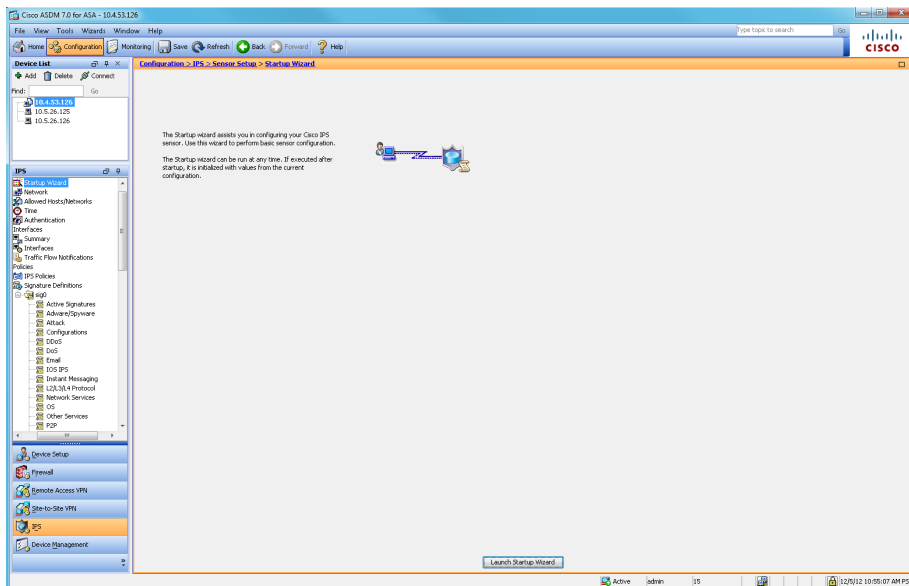 Cisco ASDM 7.0 for ASA - 10.4.53.126
File View Tools Wizards Window Help
Type topic to search Go
Home Configuration Monitoring Save Refresh Back Forward Help
CISCO
Device List
Add Delete Connect
Find: Go
10.4.53.126
10.5.26.125
10.5.26.126
Configuration > IPS > Sensor Setup > Startup Wizard
The Startup wizard assists you in configuring your Cisco IPS
sensor. Use this wizard to perform basic sensor configuration.
The Startup wizard can be run at any time. If executed after
startup, it is initialized with values from the current
configuration.
IPS
Startup Wizard
Network
Allowed Hosts/Networks
Time
Authentication
Interfaces
Summary
Interfaces
Traffic Flow Notifications
Policies
IPS Policies
Signature Definitions
sig0
Active Signatures
Adware/Spyware
Attack
Configurations
DDoS
DoS
Email
IOS IPS
Instant Messaging
L2/L3/L4 Protocol
Network Services
OS
Other Services
P2P
Device Setup
Firewall
Remote Access VPN
Site-to-Site VPN
IPS
Device Management
Launch Startup Wizard
Active admin 15 12/5/12 10:55:07 AM PS